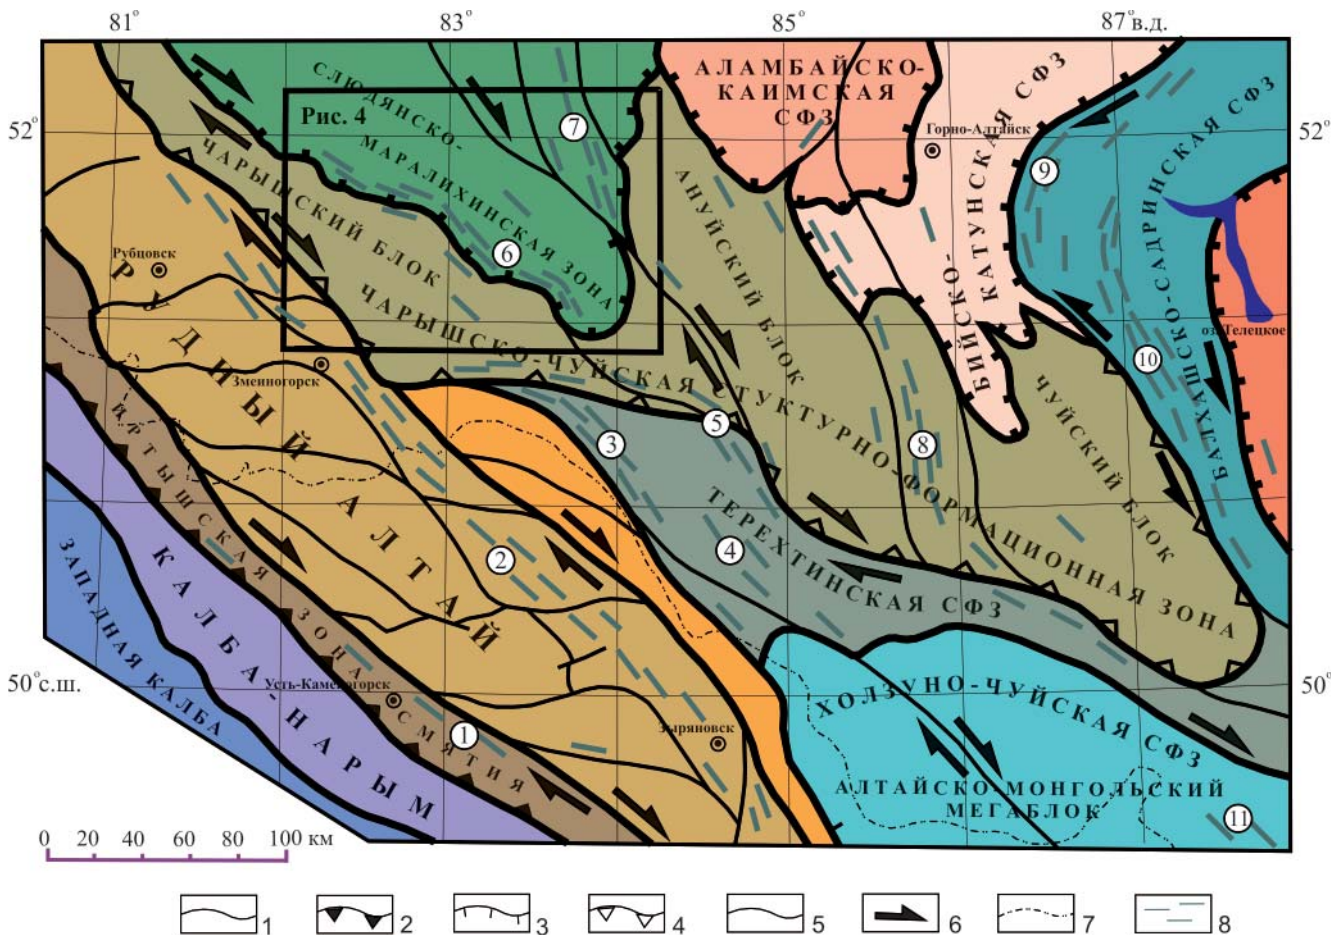 81°
83°
85°
87°в.д.
52°
52°
50°с.ш.
50°
СЛЮДЯНСКО-
МАРАЛИХИНСКАЯ ЗОНА
Рис. 4
АЛАМБАЙСКО-
КАИМСКАЯ
СФЗ
Горно-Алтайск
БИЙСКО-
КАТУНСКАЯ СФЗ
БАЛХАШСКО-САДРИНСКАЯ СФЗ
оз. Телецкое
ЧАРЫШСКИЙ БЛОК
АНУЙСКИЙ БЛОК
ЧУЙСКИЙ БЛОК
ЧАРЫШСКО-ЧУЙСКАЯ СТУКТУРНО-ФОРМАЦИОННАЯ ЗОНА
Рубцовск
Змеиногорск
РУДНЫЙ АЛТАЙ
ТЕРЕХТИНСКАЯ СФЗ
ИРТЫШСКАЯ ЗОНА СМЯТИЯ
КАЛБА-НАРЫМ
ЗАПАДНАЯ КАЛБА
Усть-Каменогорск
Зыряновск
ХОЛЗУНО-ЧУЙСКАЯ СФЗ
АЛТАЙСКО-МОНГОЛЬСКИЙ
МЕГАБЛОК
7
6
9
10
5
3
8
4
2
1
11
0 20 40 60 80 100 км
1 2 3 4 5 6 7 8